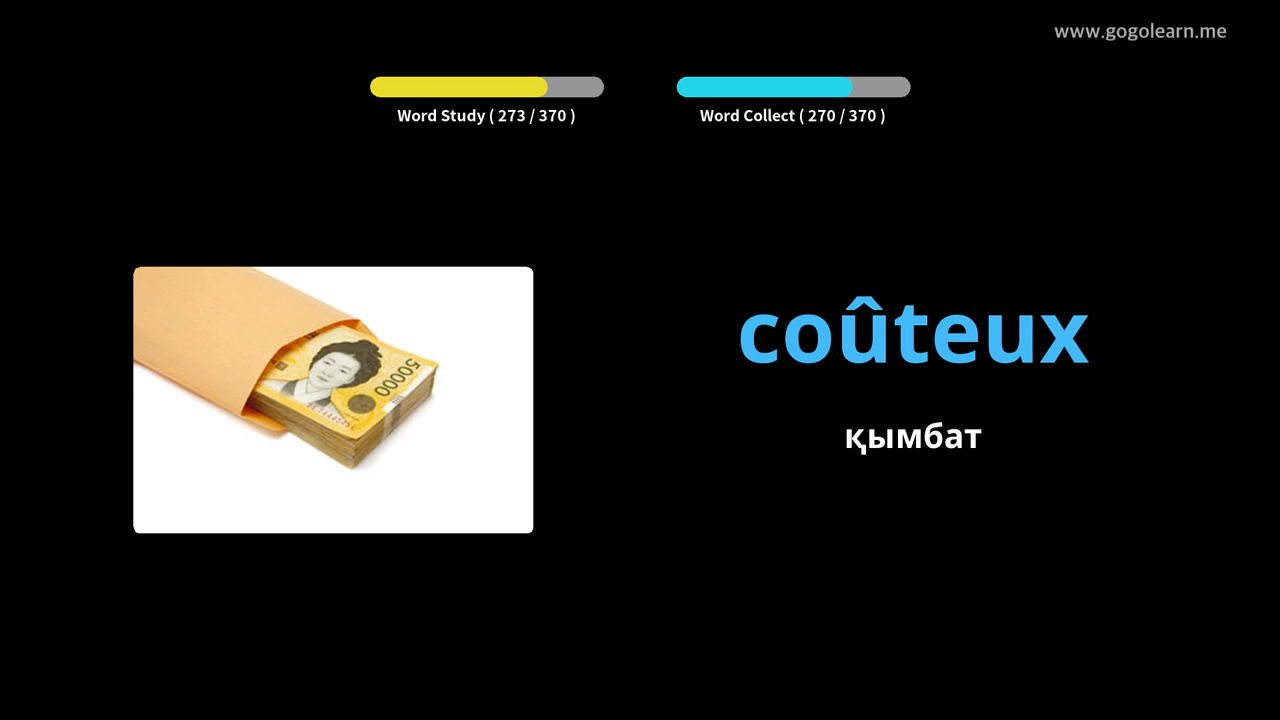 www.gogolearn.me
Word Study ( 273 / 370 )
Word Collect ( 270 / 370 )
coûteux
50000
қымбат